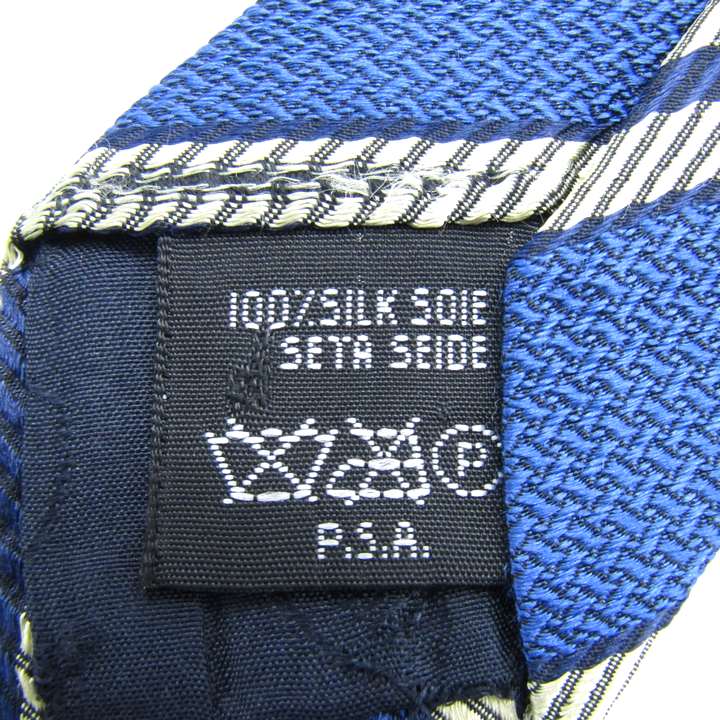 100% SILK SOIE
SETA SEIDE
P
P.S.A.